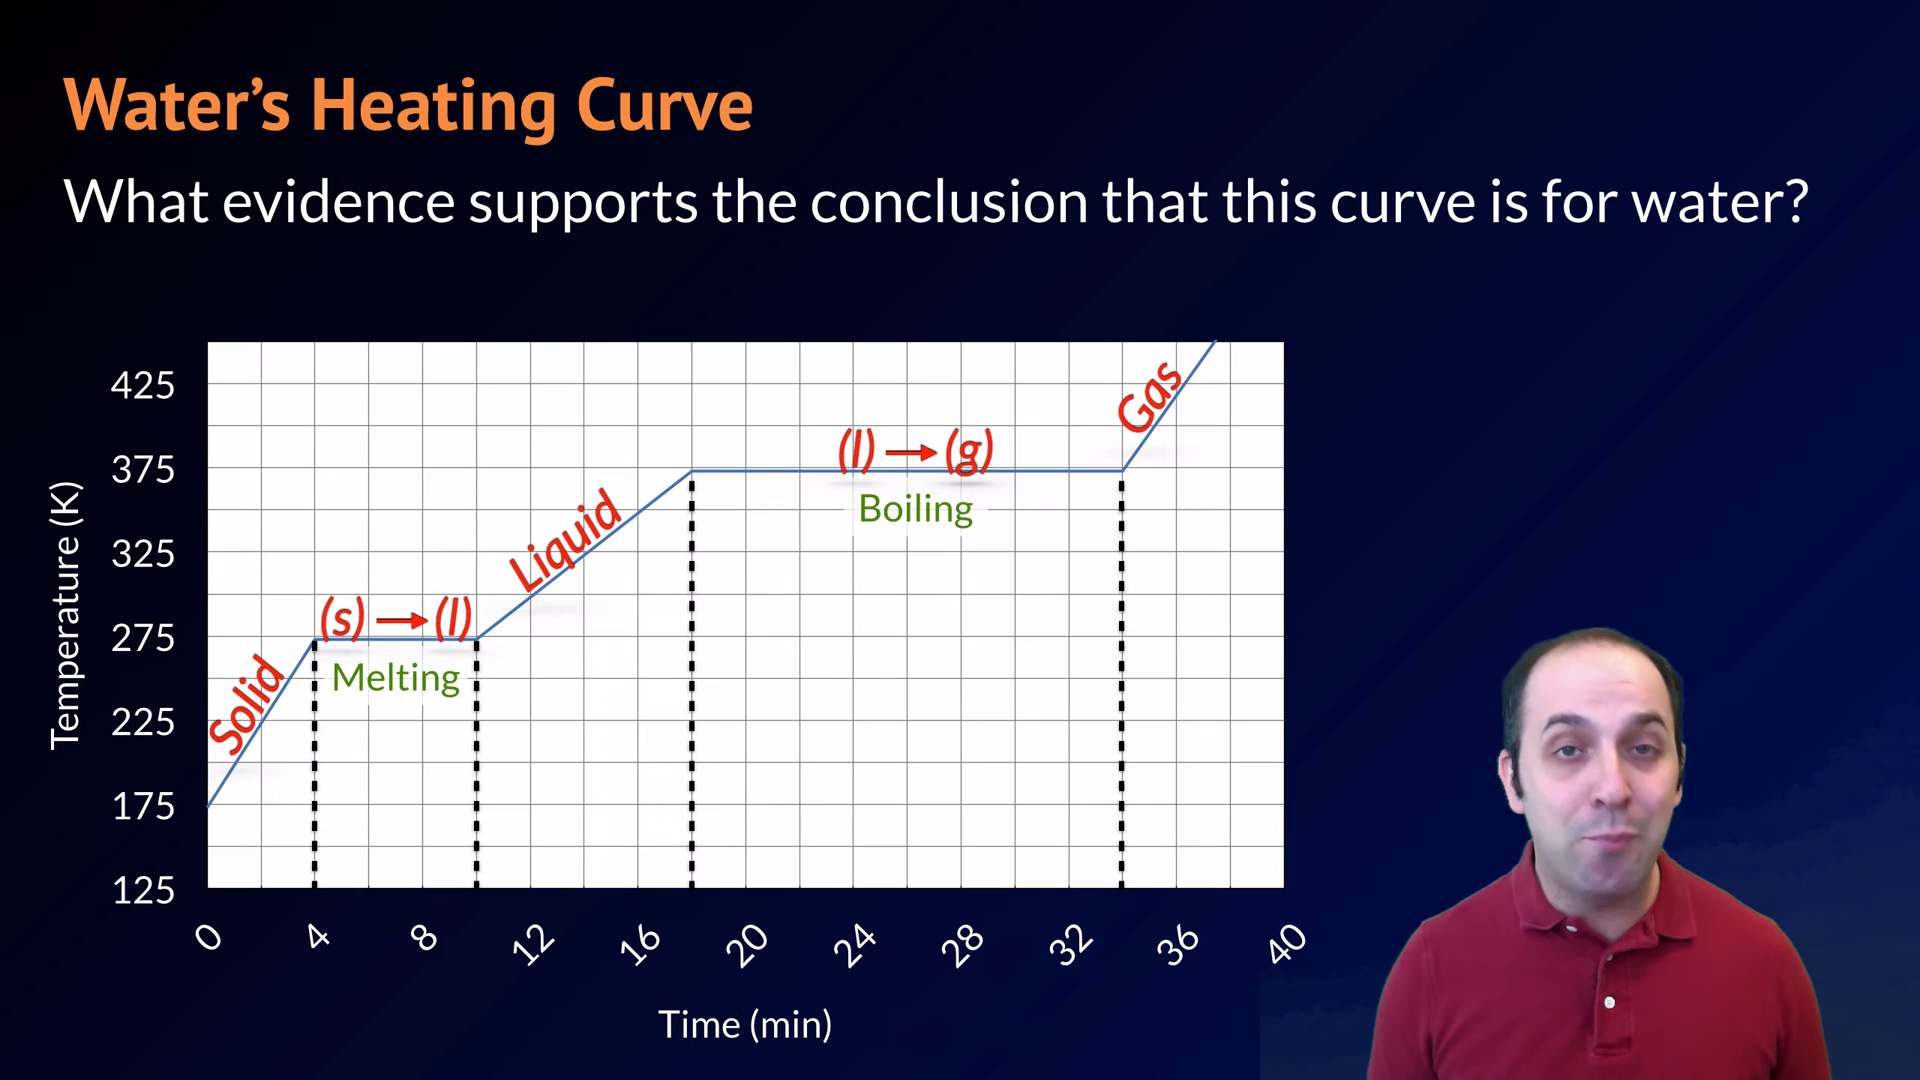 Water’s Heating Curve
What evidence supports the conclusion that this curve is for water?
Temperature (K)
425
375
325
275
225
175
125
Solid
(s) → (l)
Melting
Liquid
(l) → (g)
Boiling
Gas
0 4 8 12 16 20 24 28 32 36 40
Time (min)